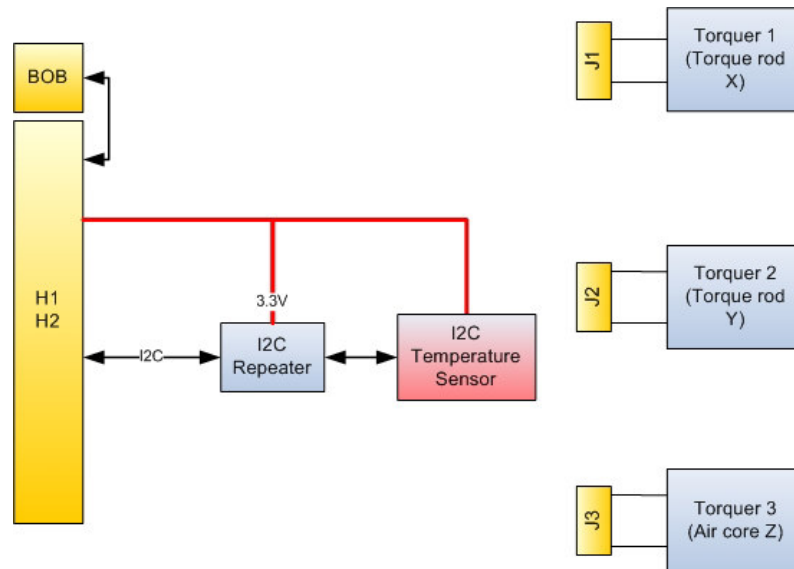 BOB
H1
H2
3.3V
I2C
I2C
Repeater
I2C
Temperature
Sensor
J1
Torquer 1
(Torque rod
X)
J2
Torquer 2
(Torque rod
Y)
J3
Torquer 3
(Air core Z)